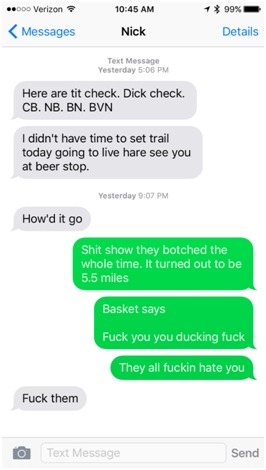 Verizon 10:45 AM 99%
Messages Nick Details
Text Message
Yesterday 5:06 PM
Here are tit check. Dick check.
CB. NB. BN. BVN
I didn't have time to set trail
today going to live hare see you
at beer stop.
Yesterday 9:07 PM
How'd it go
Shit show they botched the
whole time. It turned out to be
5.5 miles
Basket says
Fuck you you ducking fuck
They all fuckin hate you
Fuck them
Text Message Send